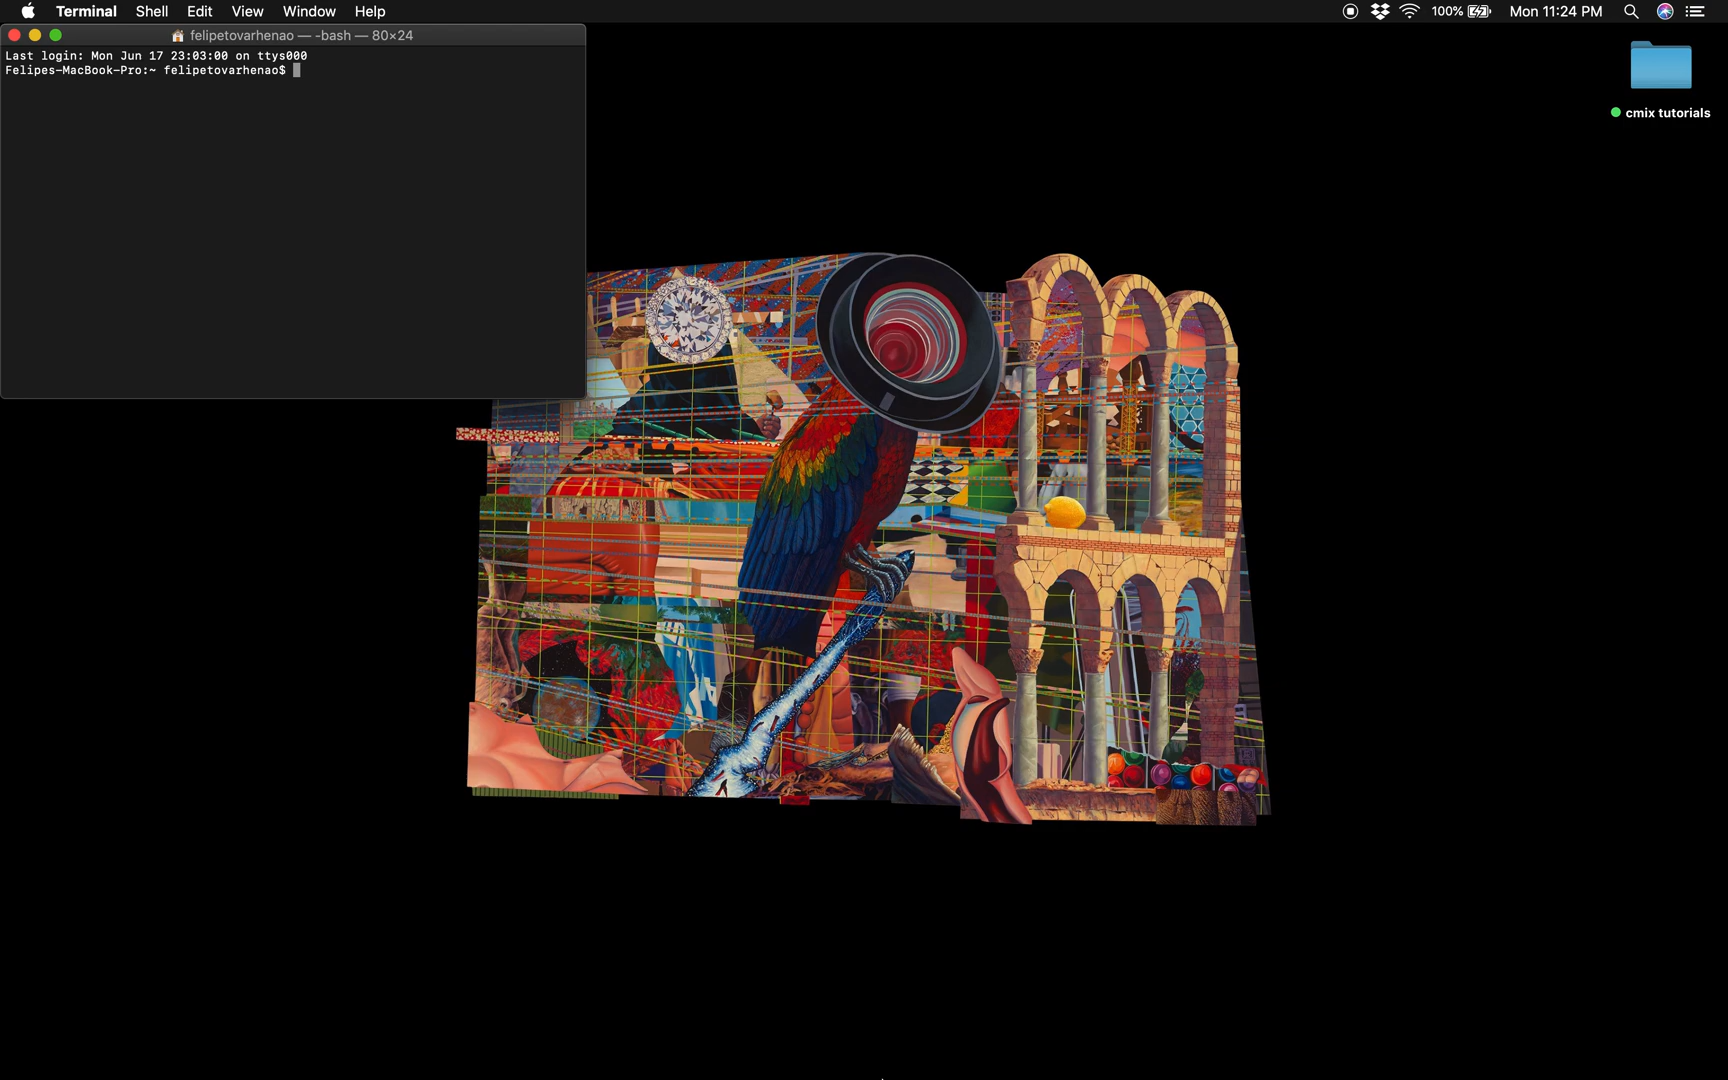 Terminal Shell Edit View Window Help 100% Mon 11:24 PM
felipetovarhenao — -bash — 80×24
Last login: Mon Jun 17 23:03:00 on ttys000
Felipes-MacBook-Pro:~ felipetovarhenao$
cmix tutorials